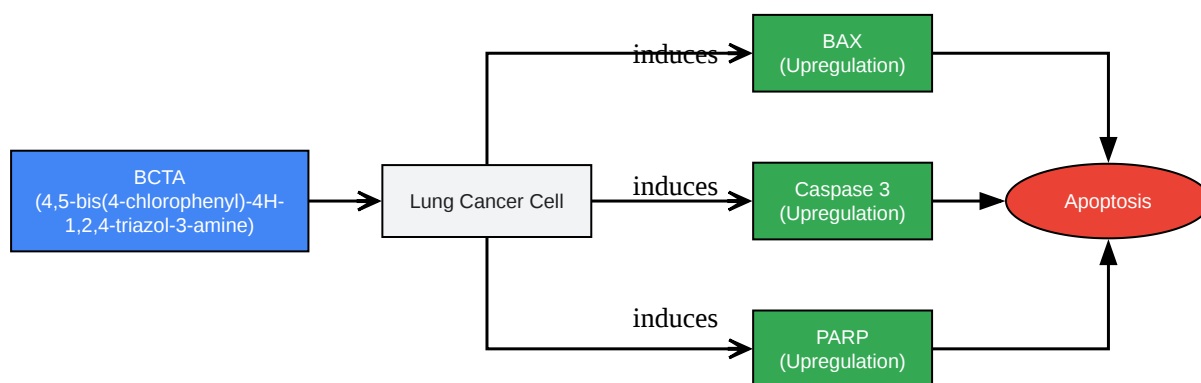 BCTA
(4,5-bis(4-chlorophenyl)-4H-
1,2,4-triazol-3-amine)
Lung Cancer Cell
induces
BAX
(Upregulation)
induces
Caspase 3
(Upregulation)
induces
PARP
(Upregulation)
Apoptosis